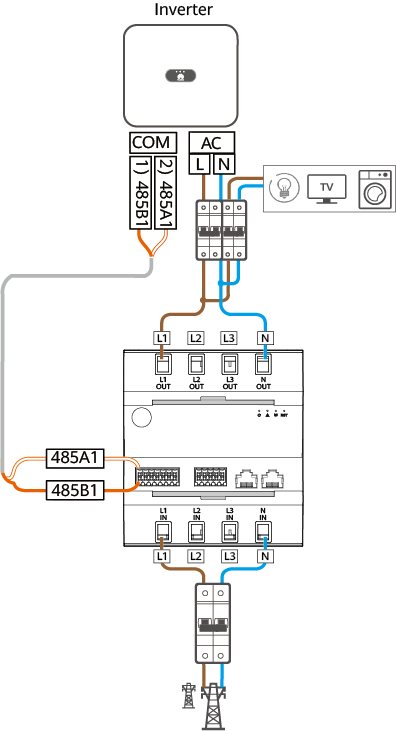 Inverter
COM
AC
L
N
1) 485B1
2) 485A1
TV
L1
L2
L3
N
L1
OUT
L2
OUT
L3
OUT
N
OUT
485A1
485B1
L1
IN
L2
IN
L3
IN
N
IN
L1
L2
L3
N